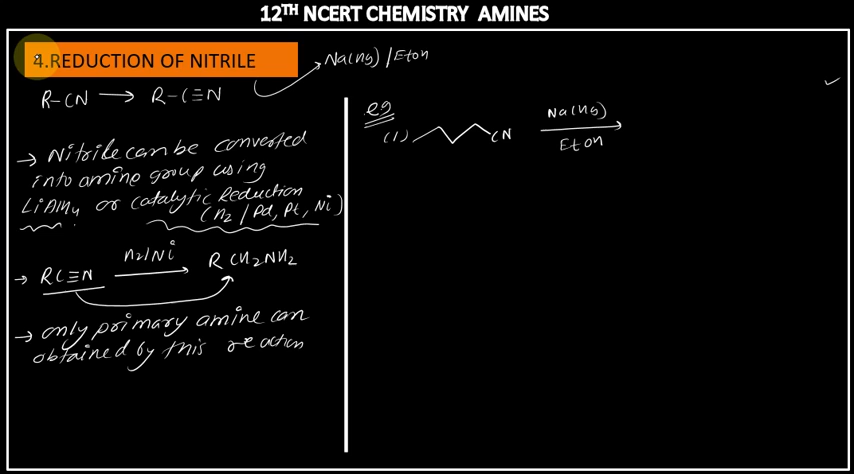 12TH NCERT CHEMISTRY AMINES
4.REDUCTION OF NITRILE
Na(Hg) / EtOH
R-CN → R-C≡N
→ Nitrile can be converted
into amine group using
LiAlH4 or catalytic Reduction
(H2 / Pd, Pt, Ni)
→ RC≡N H2/Ni → R CH2NH2
→ only primary amine can
obtained by this reaction
eg
(1) CN Na(Hg) → EtOH